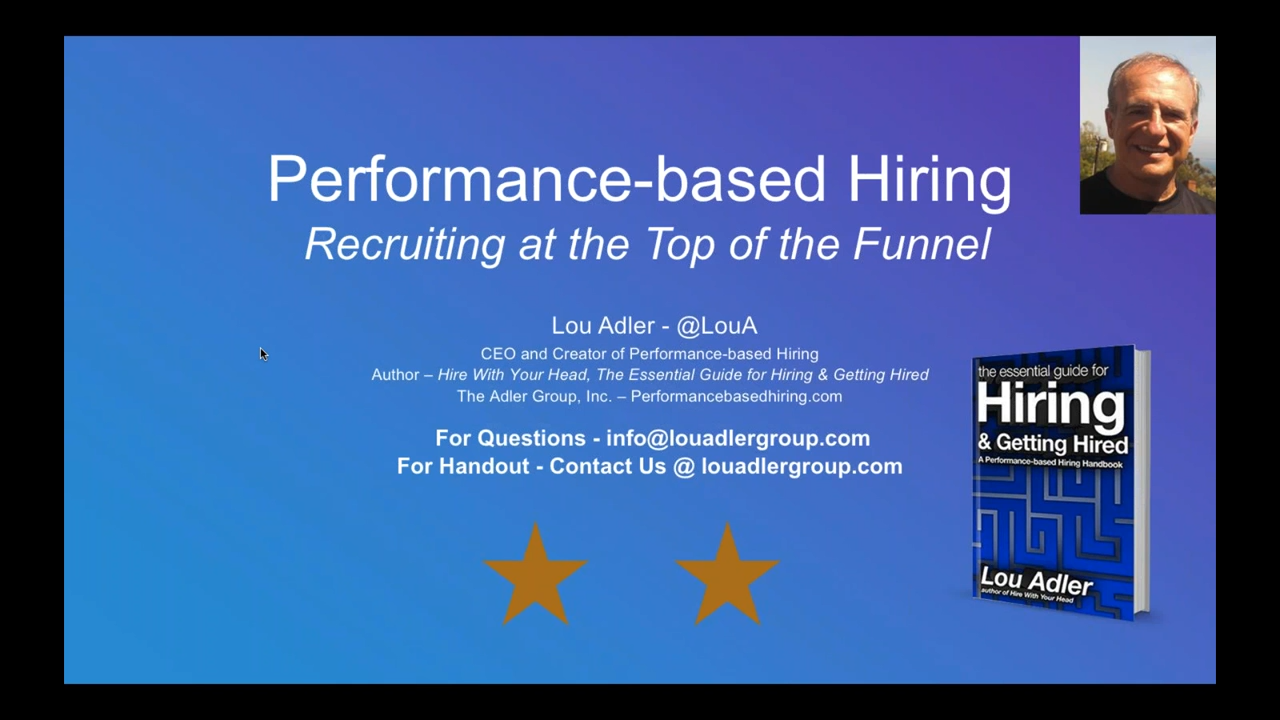 Performance-based Hiring
Recruiting at the Top of the Funnel
Lou Adler - @LouA
CEO and Creator of Performance-based Hiring
Author – Hire With Your Head, The Essential Guide for Hiring & Getting Hired
The Adler Group, Inc. – Performancebasedhiring.com
For Questions - info@louadlergroup.com
For Handout - Contact Us @ louadlergroup.com
the essential guide for
Hiring
& Getting Hired
A Performance-based Hiring Handbook
Lou Adler
author of Hire With Your Head